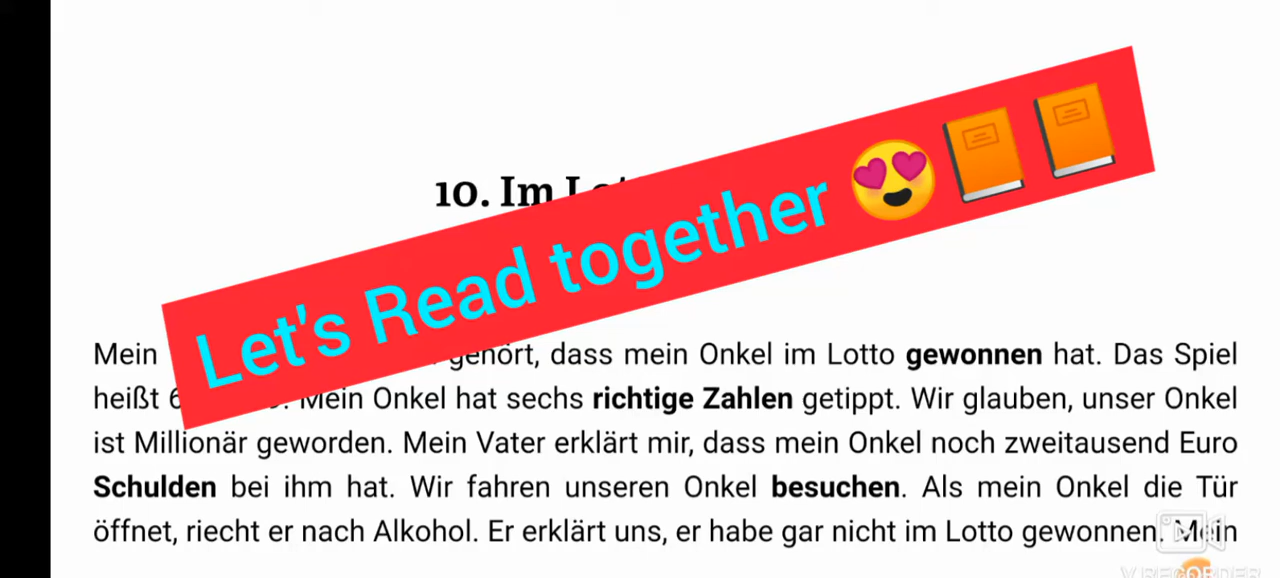 10. Im
Let's Read together
Mein gehört, dass mein Onkel im Lotto gewonnen hat. Das Spiel
heißt Mein Onkel hat sechs richtige Zahlen getippt. Wir glauben, unser Onkel
ist Millionär geworden. Mein Vater erklärt mir, dass mein Onkel noch zweitausend Euro
Schulden bei ihm hat. Wir fahren unseren Onkel besuchen. Als mein Onkel die Tür
öffnet, riecht er nach Alkohol. Er erklärt uns, er habe gar nicht im Lotto gewonnen. Mein
V RECORDER